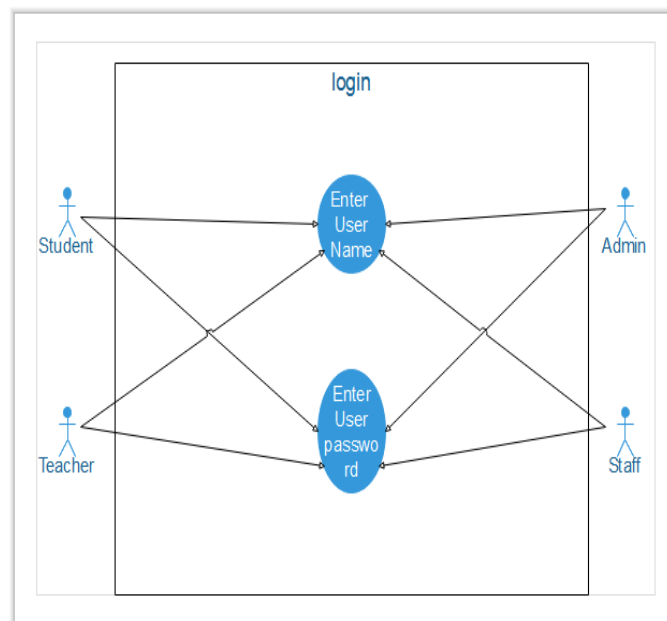 login
Enter
User
Name
Student
Admin
Enter
User
passwo
rd
Teacher
Staff